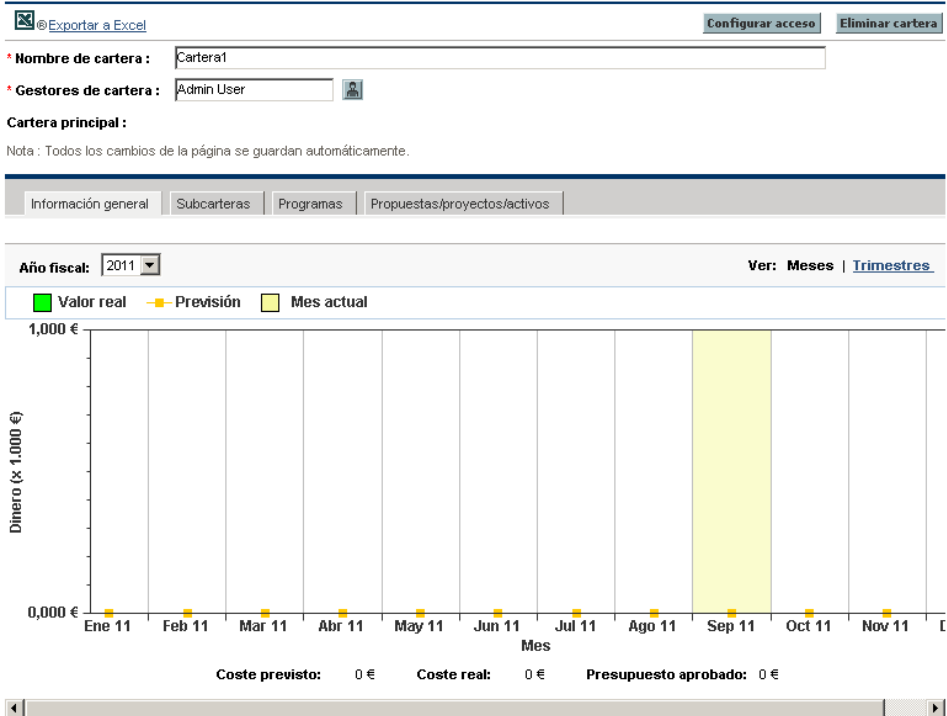 ® Exportar a Excel Configurar acceso Eliminar cartera
* Nombre de cartera : Cartera1
* Gestores de cartera : Admin User
Cartera principal :
Nota : Todos los cambios de la página se guardan automáticamente.
Información general Subcarteras Programas Propuestas/proyectos/activos
Año fiscal: 2011 Ver: Meses | Trimestres
Valor real Previsión Mes actual
1,000 €
Dinero (x 1.000 €)
0,000 €
Ene 11 Feb 11 Mar 11 Abr 11 May 11 Jun 11 Jul 11 Ago 11 Sep 11 Oct 11 Nov 11
Mes
Coste previsto: 0 € Coste real: 0 € Presupuesto aprobado: 0 €